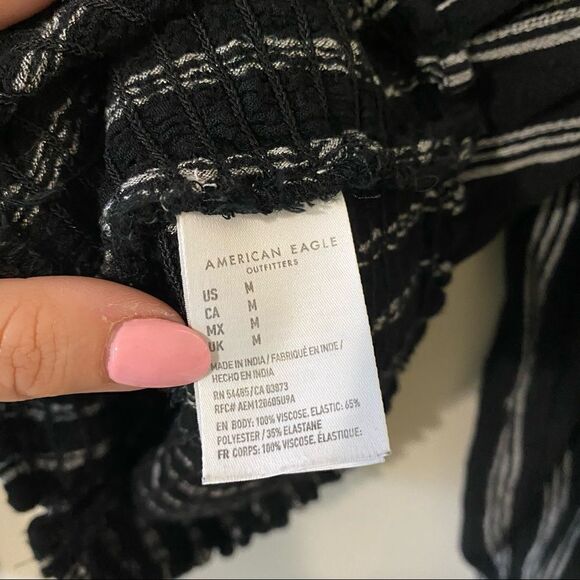 AMERICAN EAGLE
OUTFITTERS
US M
CA M
MX M
UK M
MADE IN INDIA / FABRIQUÉ EN INDE /
HECHO EN INDIA
RN 54485/CA 03973
RFC# AEM1206050U9A
EN BODY: 100% VISCOSE, ELASTIC: 65%
POLYESTER / 35% ELASTANE
FR CORPS: 100% VISCOSE, ÉLASTIQUE: